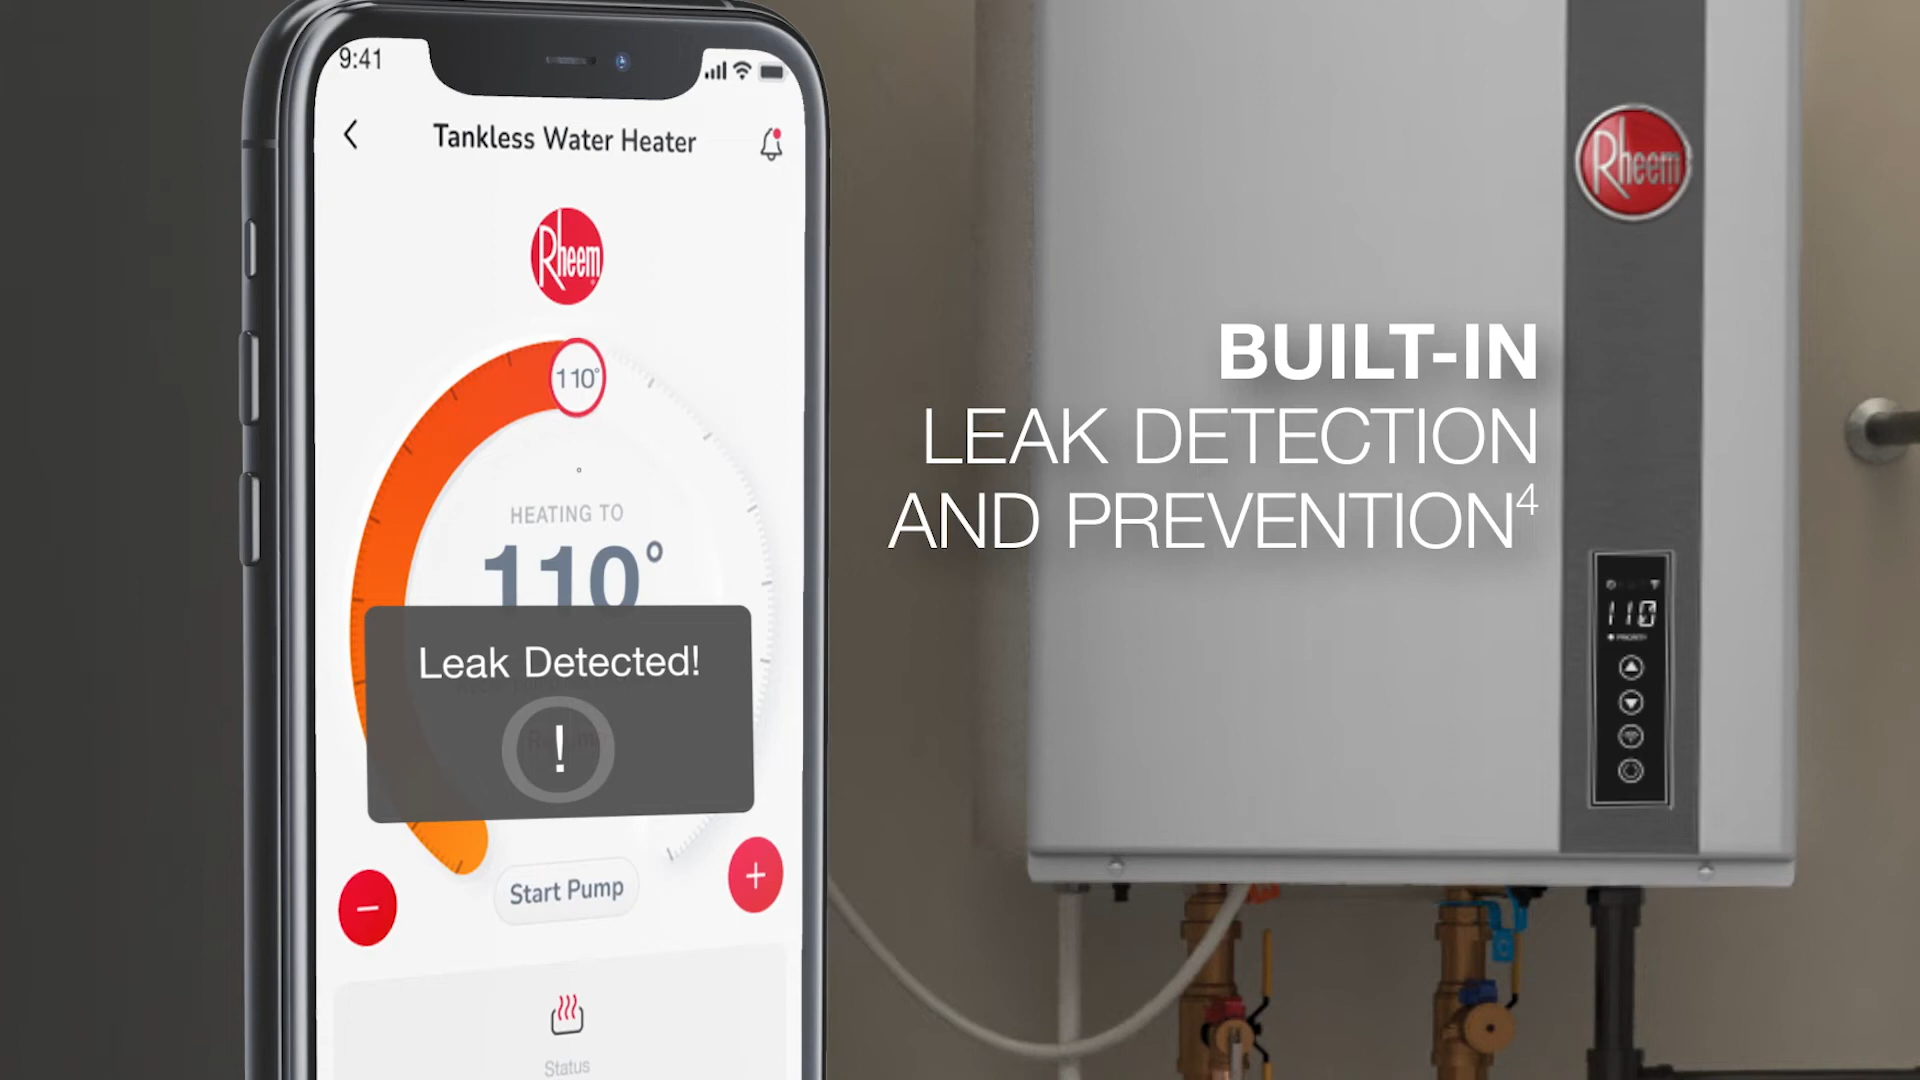 9:41
Tankless Water Heater
Rheem
110°
HEATING TO
110°
Leak Detected!
!
Start Pump
Status
BUILT-IN
LEAK DETECTION
AND PREVENTION4
Rheem
110
PRIORITY